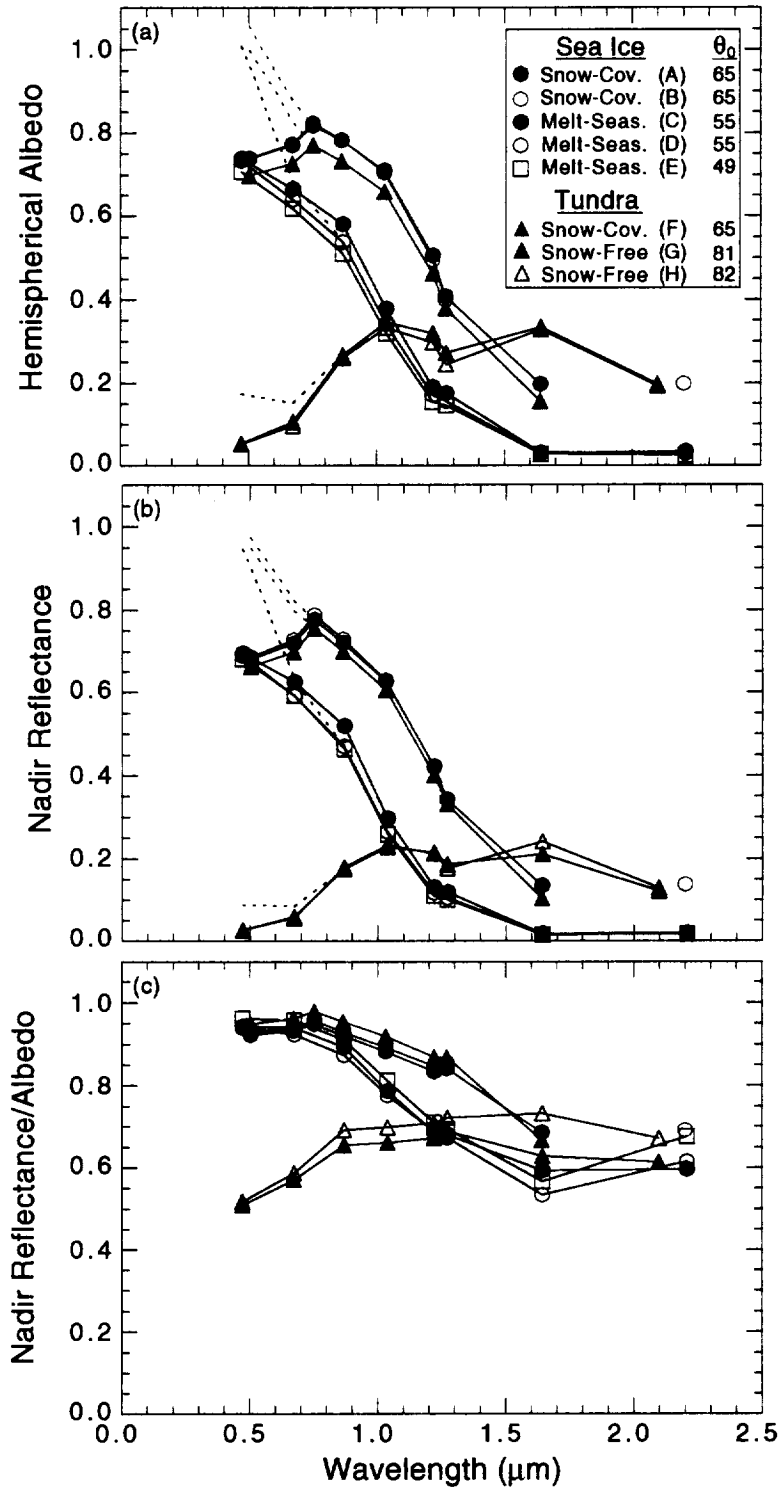 (a)
Hemispherical Albedo
1.0
0.8
0.6
0.4
0.2
0.0
Sea Ice θ₀
Snow-Cov. (A) 65
Snow-Cov. (B) 65
Melt-Seas. (C) 55
Melt-Seas. (D) 55
Melt-Seas. (E) 49
Tundra
Snow-Cov. (F) 65
Snow-Free (G) 81
Snow-Free (H) 82
(b)
Nadir Reflectance
1.0
0.8
0.6
0.4
0.2
0.0
(c)
Nadir Reflectance/Albedo
1.0
0.8
0.6
0.4
0.2
0.0
0.0 0.5 1.0 1.5 2.0 2.5
Wavelength (μm)